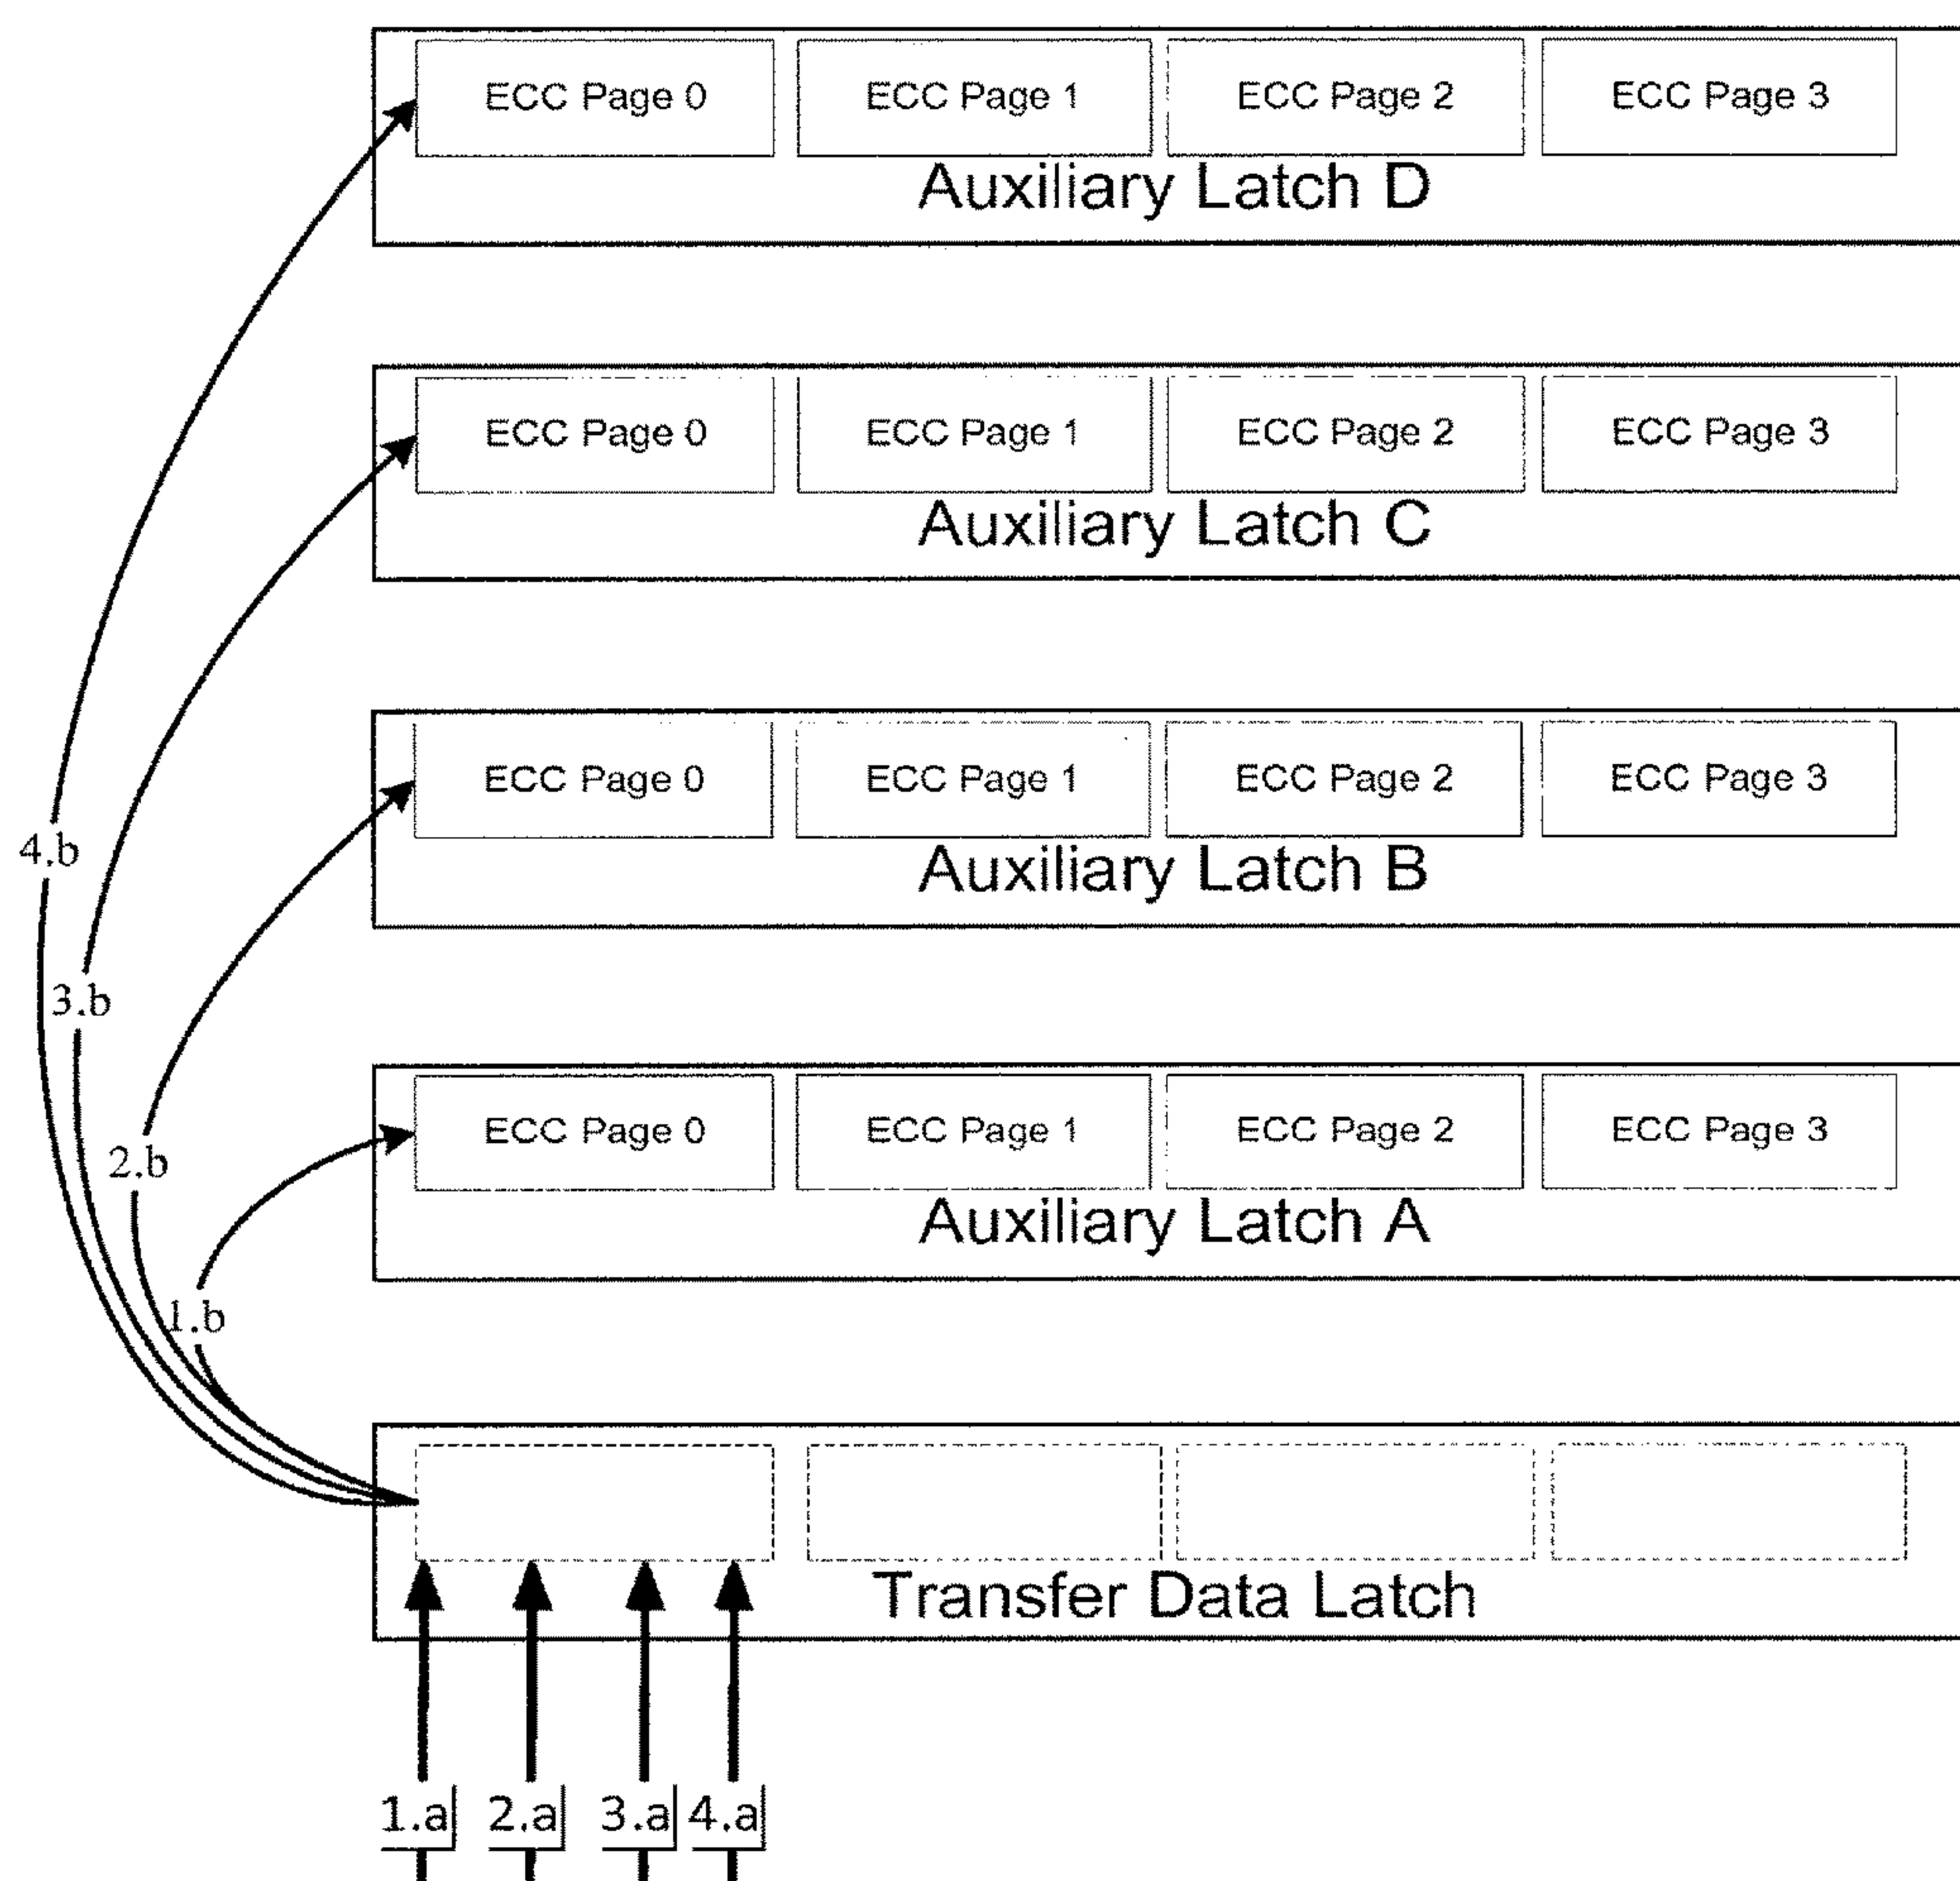 ECC Page 0 ECC Page 1 ECC Page 2 ECC Page 3
Auxiliary Latch D
ECC Page 0 ECC Page 1 ECC Page 2 ECC Page 3
Auxiliary Latch C
ECC Page 0 ECC Page 1 ECC Page 2 ECC Page 3
4.b
Auxiliary Latch B
3.b
ECC Page 0 ECC Page 1 ECC Page 2 ECC Page 3
2.b
Auxiliary Latch A
1.b
Transfer Data Latch
1.a 2.a 3.a 4.a